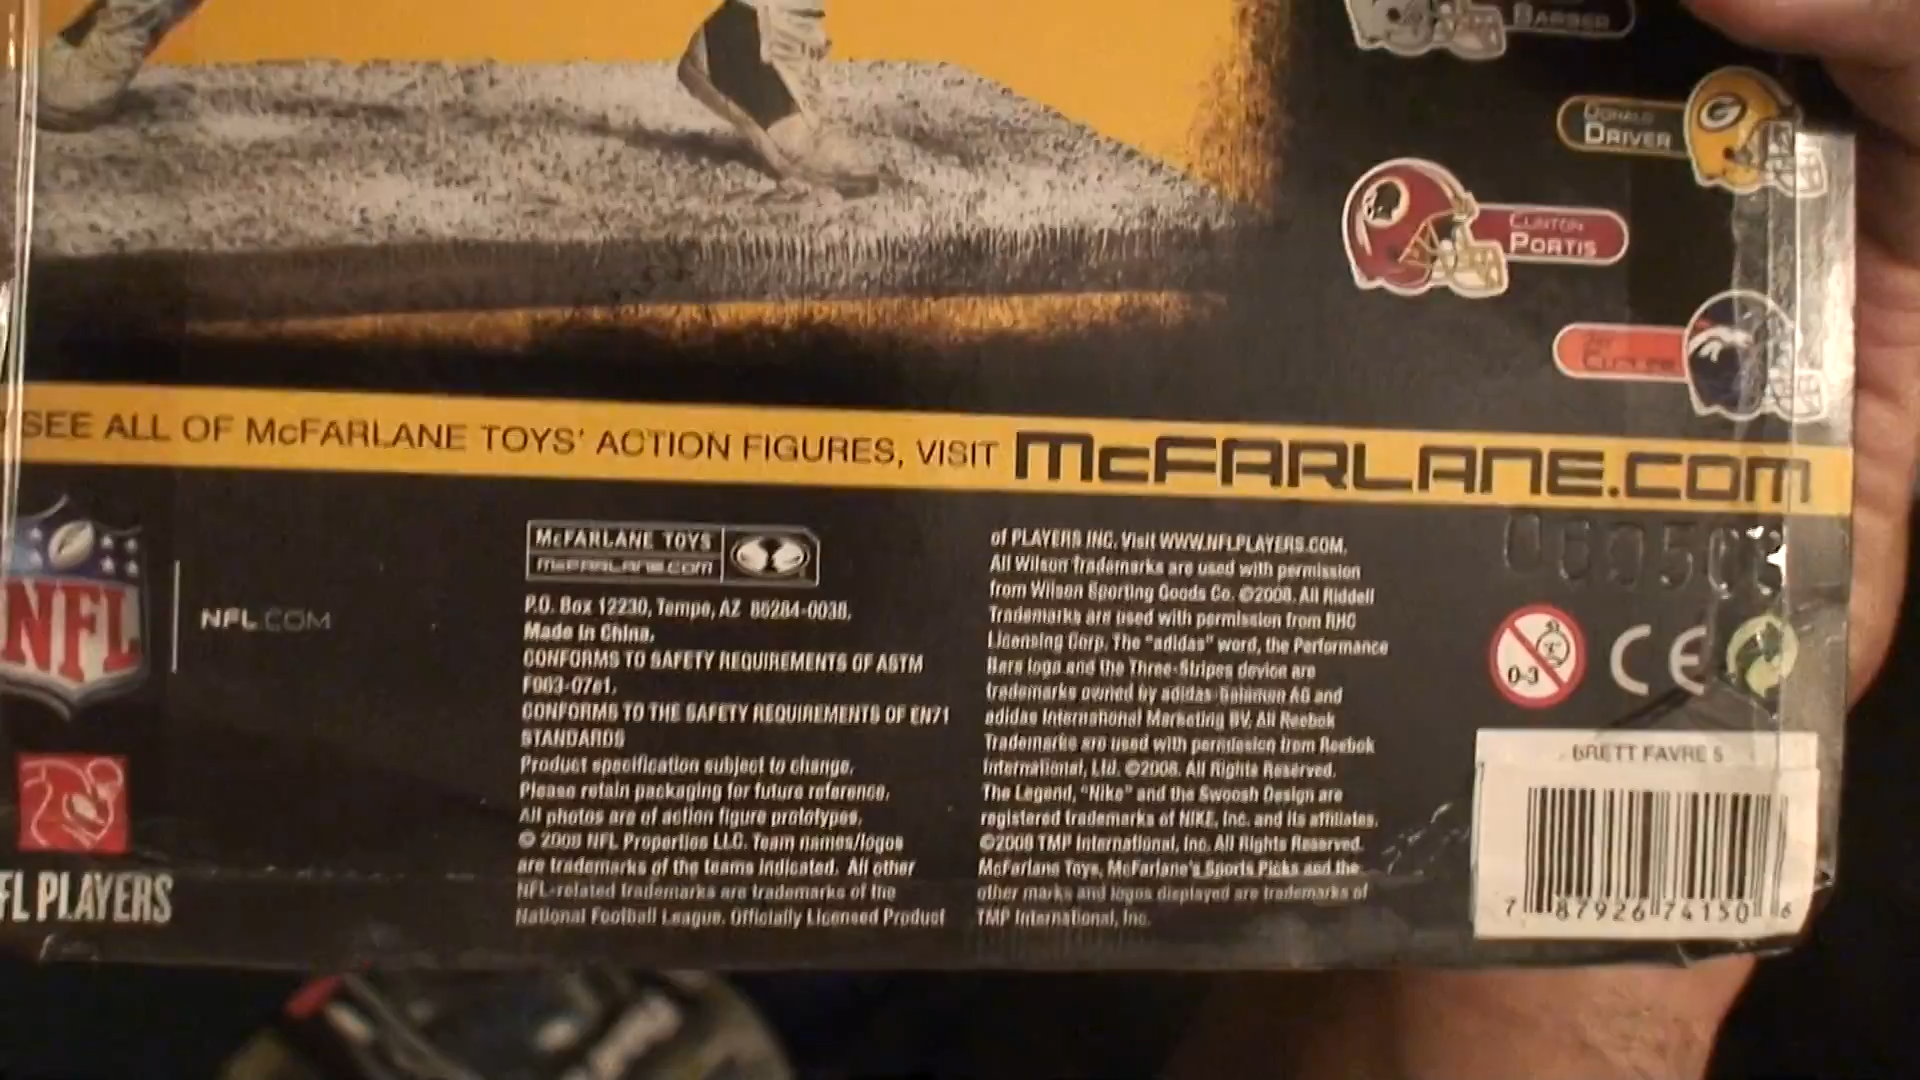 BARBER
DONALD
DRIVER
CLINTON
PORTIS
JAY
CUTLER
SEE ALL OF McFARLANE TOYS' ACTION FIGURES, VISIT McFARLANE.COM
NFL
NFL.COM
FL PLAYERS
McFARLANE TOYS
McFARLANE.COM
P.O. Box 12230, Tempe, AZ 85284-0038.
Made in China.
CONFORMS TO SAFETY REQUIREMENTS OF ASTM
F963-07e1.
CONFORMS TO THE SAFETY REQUIREMENTS OF EN71
STANDARDS
Product specification subject to change.
Please retain packaging for future reference.
All photos are of action figure prototypes.
© 2008 NFL Properties LLC. Team names/logos
are trademarks of the teams indicated. All other
NFL-related trademarks are trademarks of the
National Football League. Officially Licensed Product
of PLAYERS INC. Visit WWW.NFLPLAYERS.COM.
All Wilson trademarks are used with permission
from Wilson Sporting Goods Co. ©2008. All Riddell
Trademarks are used with permission from RHC
Licensing Corp. The "adidas" word, the Performance
Bars logo and the Three-Stripes device are
trademarks owned by adidas-Salomon AG and
adidas International Marketing BV. All Reebok
Trademarks are used with permission from Reebok
International, Ltd. ©2008. All Rights Reserved.
The Legend, "Nike" and the Swoosh Design are
registered trademarks of NIKE, Inc. and its affiliates.
©2008 TMP International, Inc. All Rights Reserved.
McFarlane Toys, McFarlane's Sports Picks and the
other marks and logos displayed are trademarks of
TMP International, Inc.
0-3
CE
BRETT FAVRE 5
7 87926 74150 6